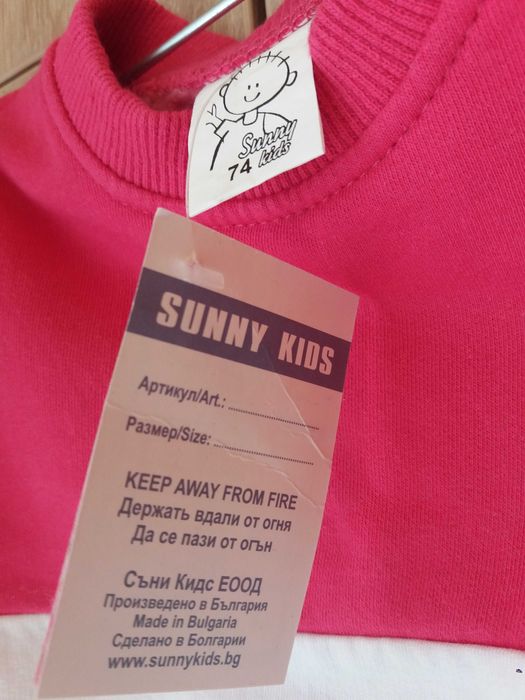 Sunny
kids
74
SUNNY KIDS
Артикул/Art.: ........................
Размер/Size: ........................
KEEP AWAY FROM FIRE
Держать вдали от огня
Да се пази от огън
Съни Кидс ЕООД
Произведено в България
Made in Bulgaria
Сделано в Болгарии
www.sunnykids.bg